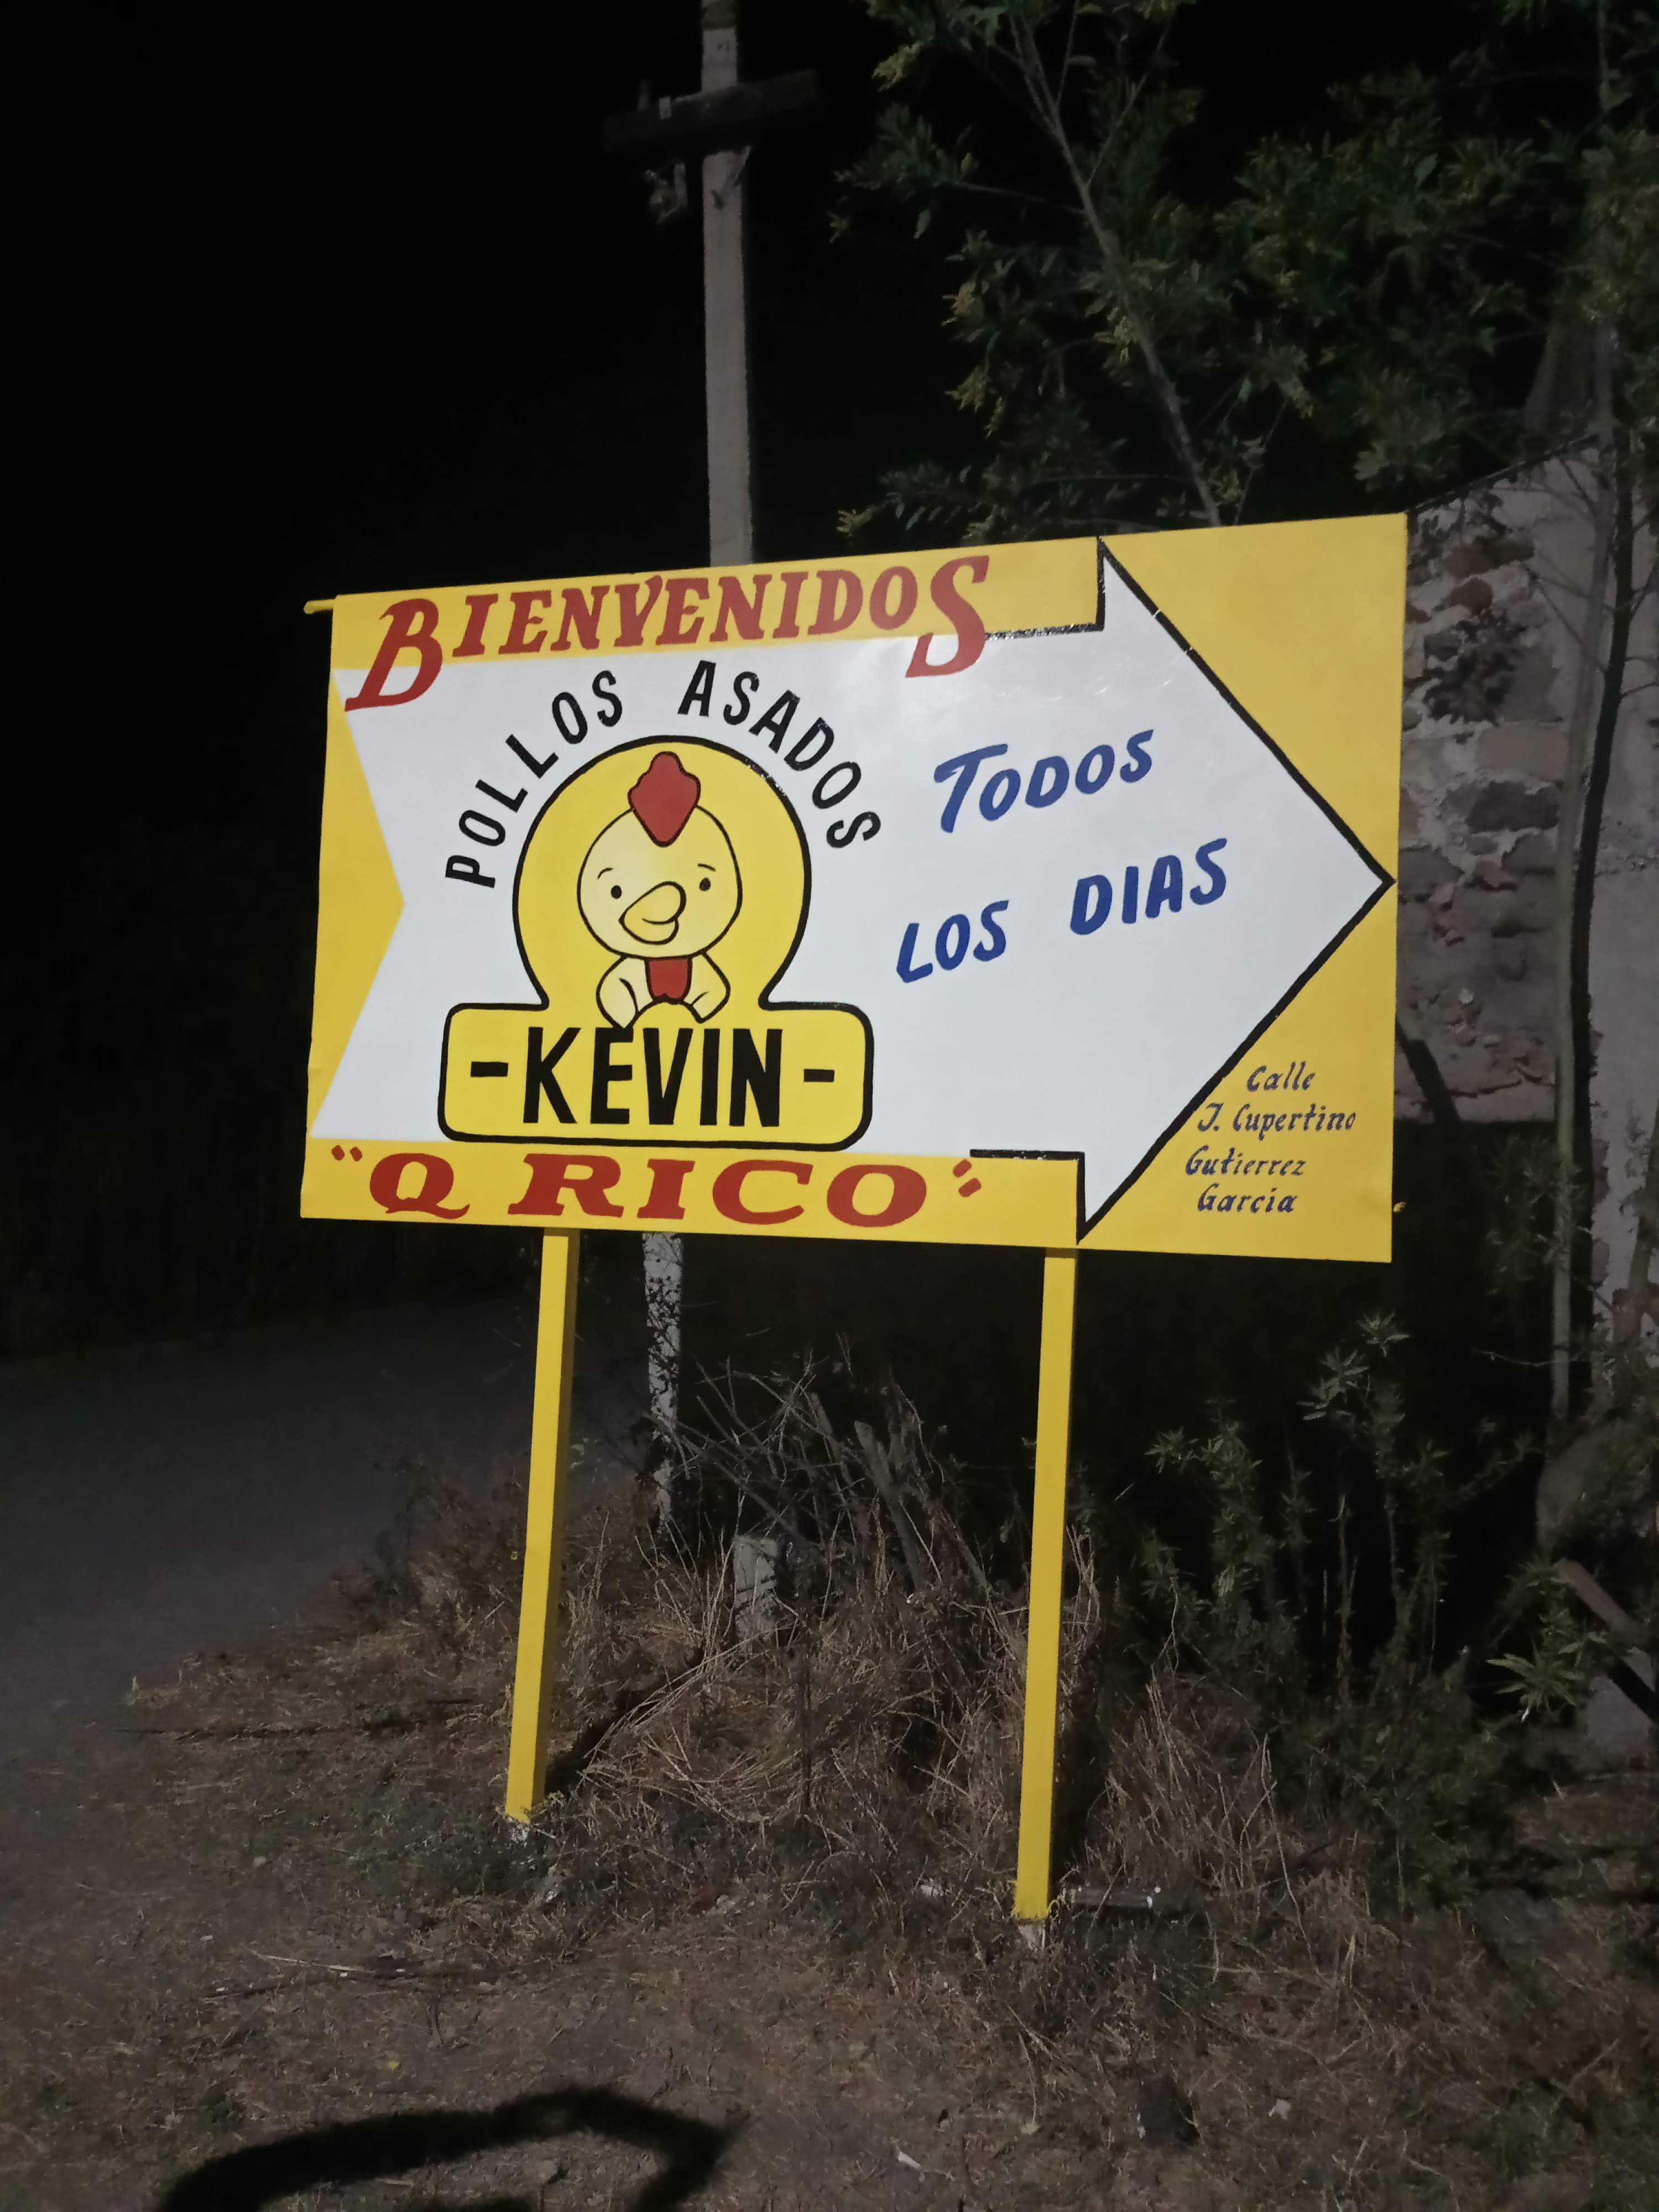 BIENVENIDOS
POLLOS ASADOS
TODOS
LOS DIAS
-KEVIN-
"Q RICO"
Calle
J. Cupertino
Gutierrez
Garcia